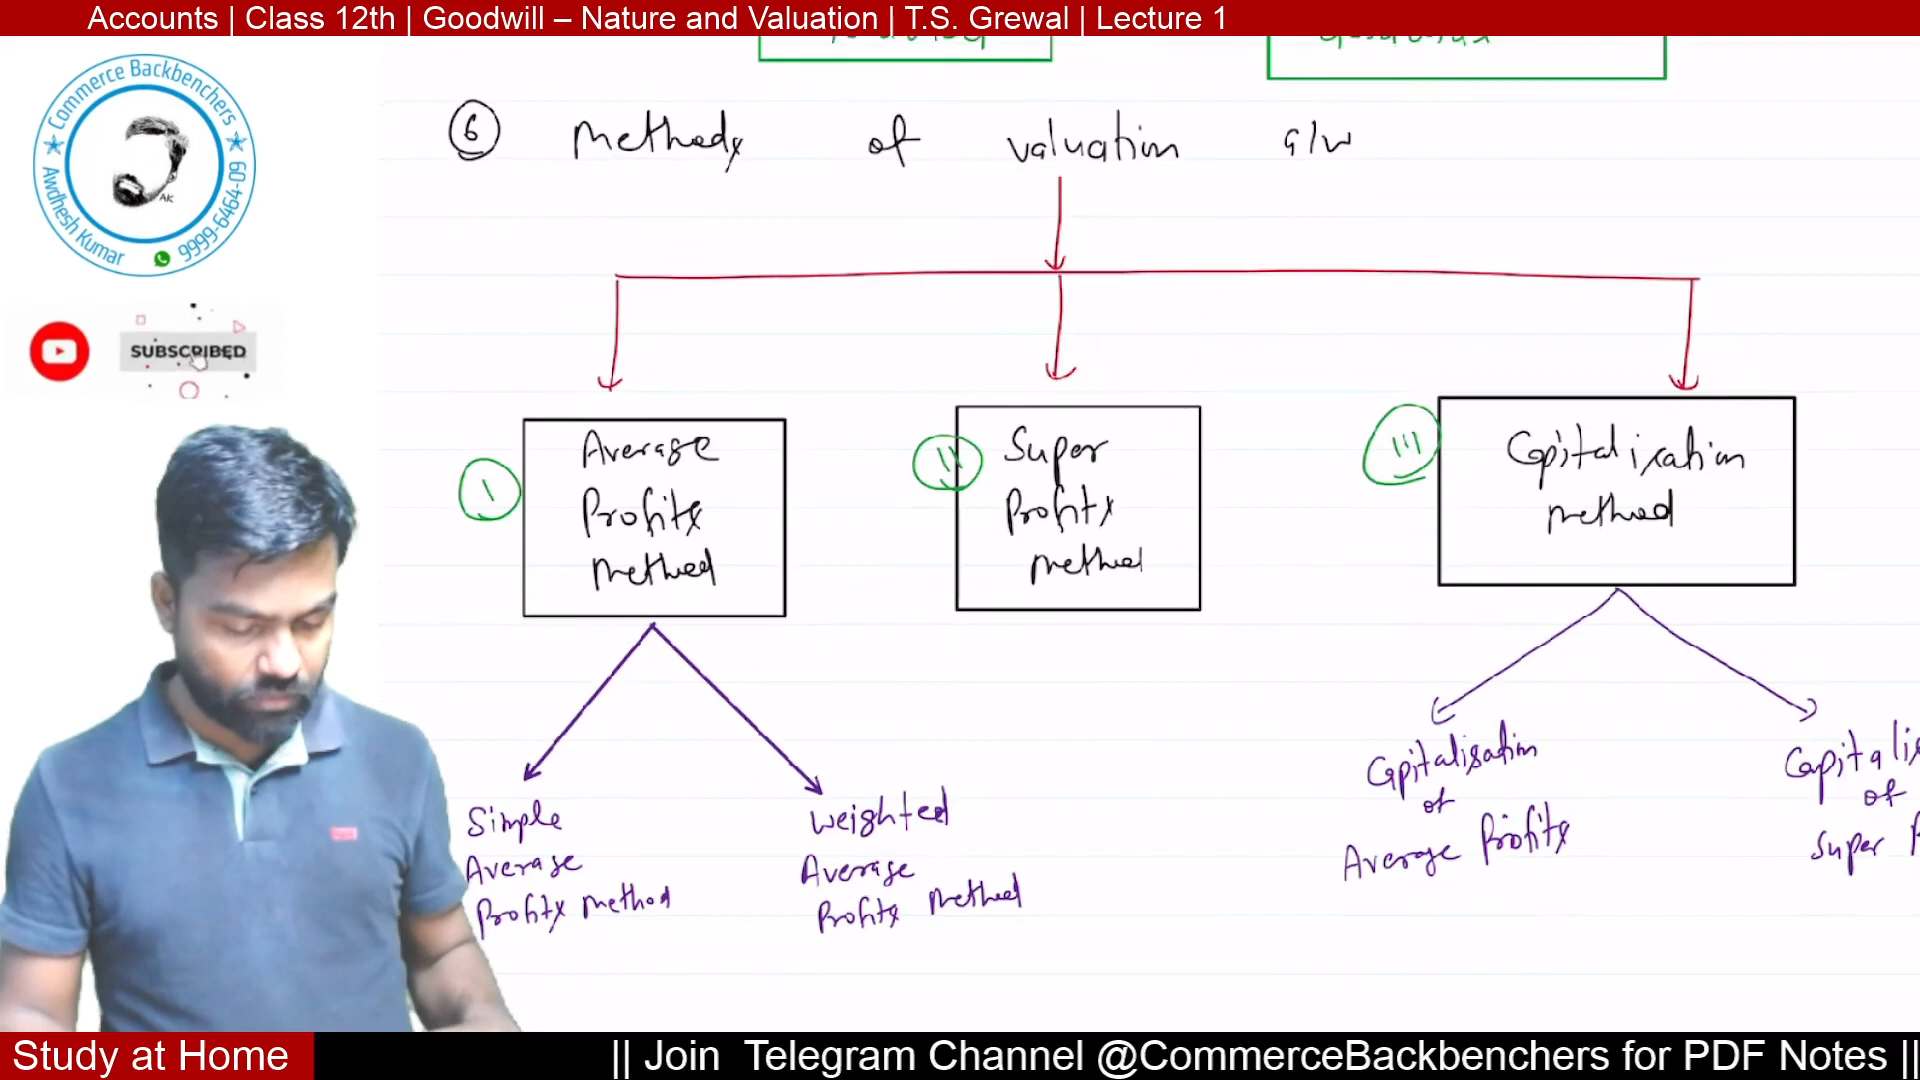 Accounts | Class 12th | Goodwill – Nature and Valuation | T.S. Grewal | Lecture 1
Commerce Backbenchers
Awdhesh Kumar
9999-6464-09
AK
SUBSCRIBED
6 Methods of valuation G/W
I
Average
Profits
Method
II
Super
Profits
Method
III
Capitalisation
Method
Simple
Average
Profits Method
Weighted
Average
Profits Method
Capitalisation
of
Average Profits
Capitalis
of
Super P
Study at Home
|| Join Telegram Channel @CommerceBackbenchers for PDF Notes ||